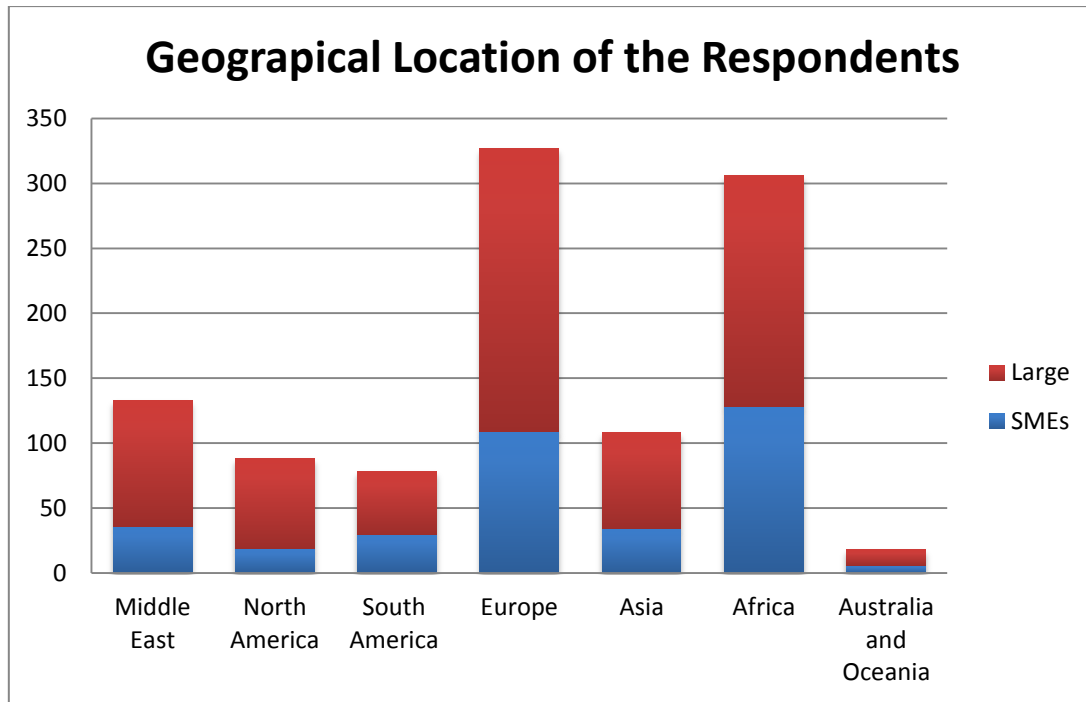 Geograpical Location of the Respondents
350
300
250
200
150
100
50
0
Large
SMEs
Middle
East
North
America
South
America
Europe
Asia
Africa
Australia
and
Oceania